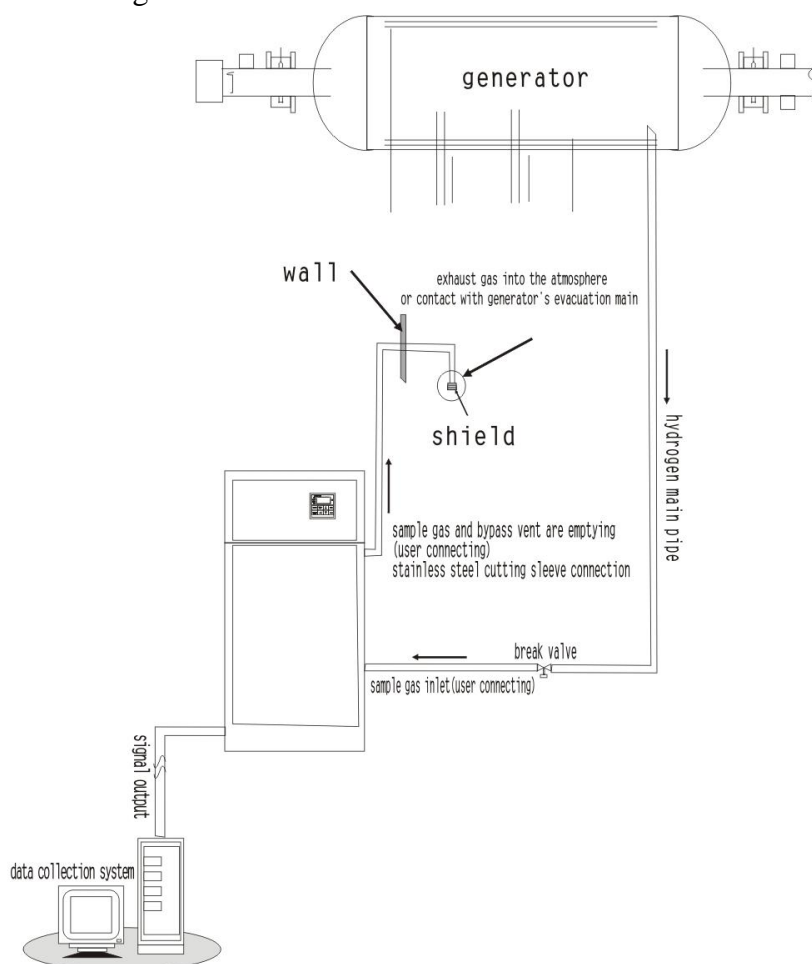 generator
wall
exhaust gas into the atmosphere
or contact with generator's evacuation main
shield
hydrogen main pipe
sample gas and bypass vent are emptying
(user connecting)
stainless steel cutting sleeve connection
break valve
sample gas inlet(user connecting)
signal output
data collection system